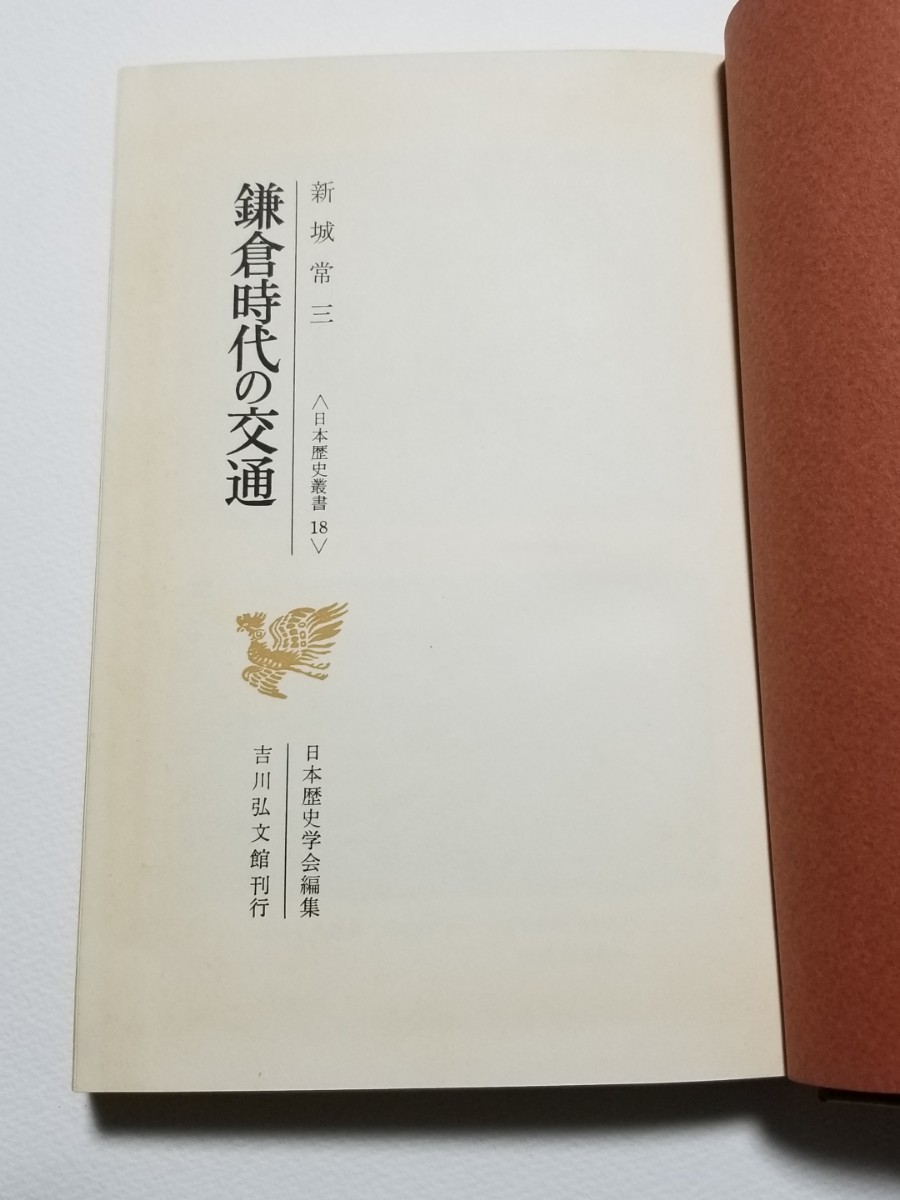 新城常三
〈日本歴史叢書 18〉
鎌倉時代の交通
日本歴史学会編集
吉川弘文館刊行